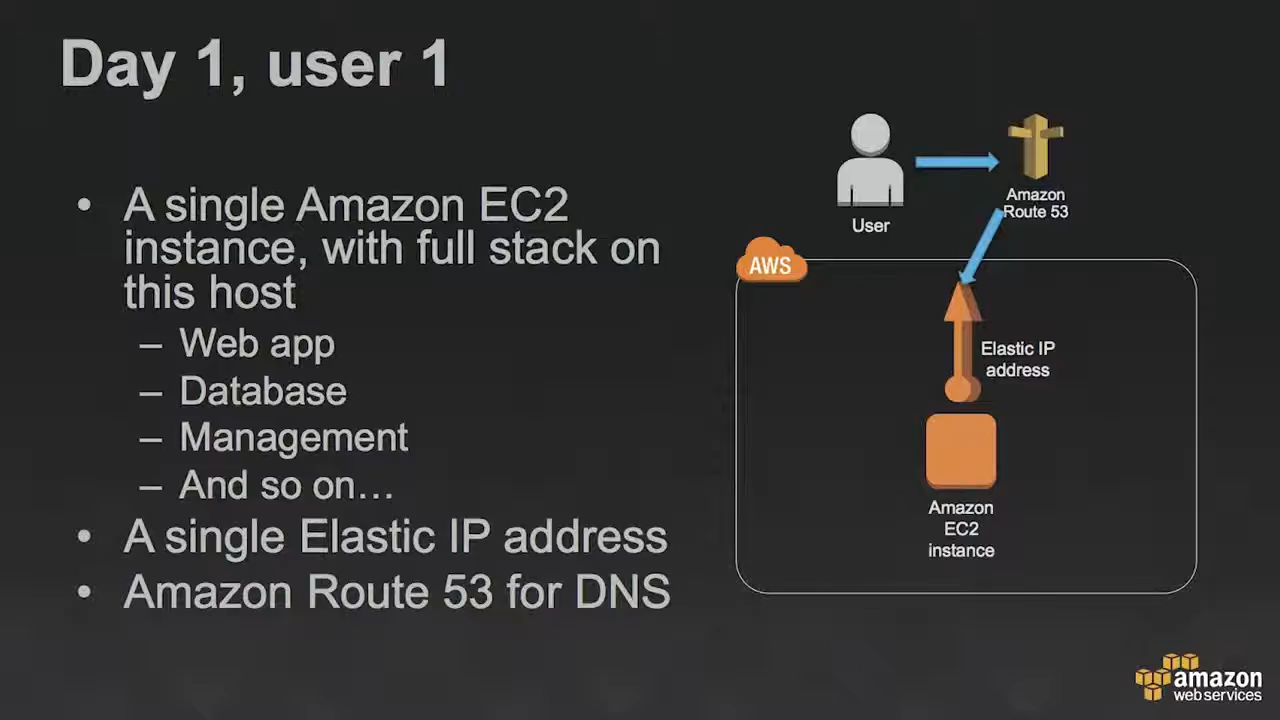 Day 1, user 1
• A single Amazon EC2
instance, with full stack on
this host
– Web app
– Database
– Management
– And so on…
• A single Elastic IP address
• Amazon Route 53 for DNS
User
Amazon
Route 53
AWS
Elastic IP
address
Amazon
EC2
instance
amazon
web services